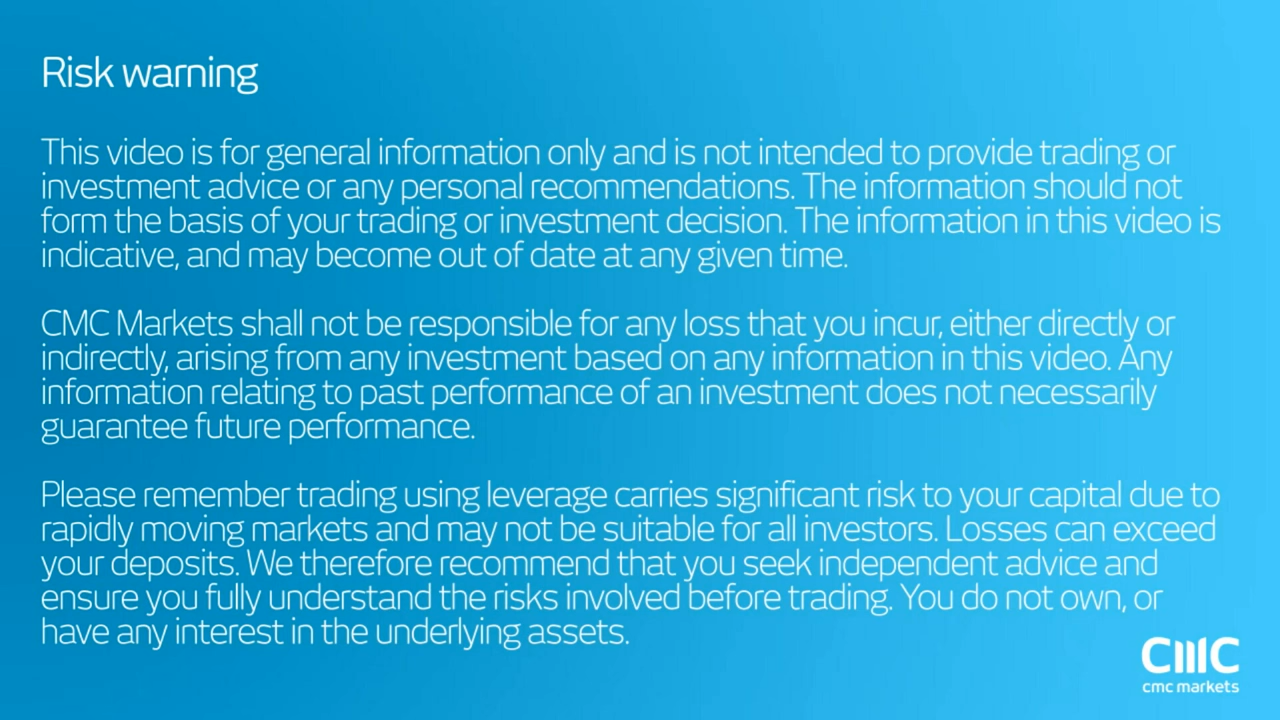 Risk warning
This video is for general information only and is not intended to provide trading or
investment advice or any personal recommendations. The information should not
form the basis of your trading or investment decision. The information in this video is
indicative, and may become out of date at any given time.
CMC Markets shall not be responsible for any loss that you incur, either directly or
indirectly, arising from any investment based on any information in this video. Any
information relating to past performance of an investment does not necessarily
guarantee future performance.
Please remember trading using leverage carries significant risk to your capital due to
rapidly moving markets and may not be suitable for all investors. Losses can exceed
your deposits. We therefore recommend that you seek independent advice and
ensure you fully understand the risks involved before trading. You do not own, or
have any interest in the underlying assets.
CMC
cmc markets